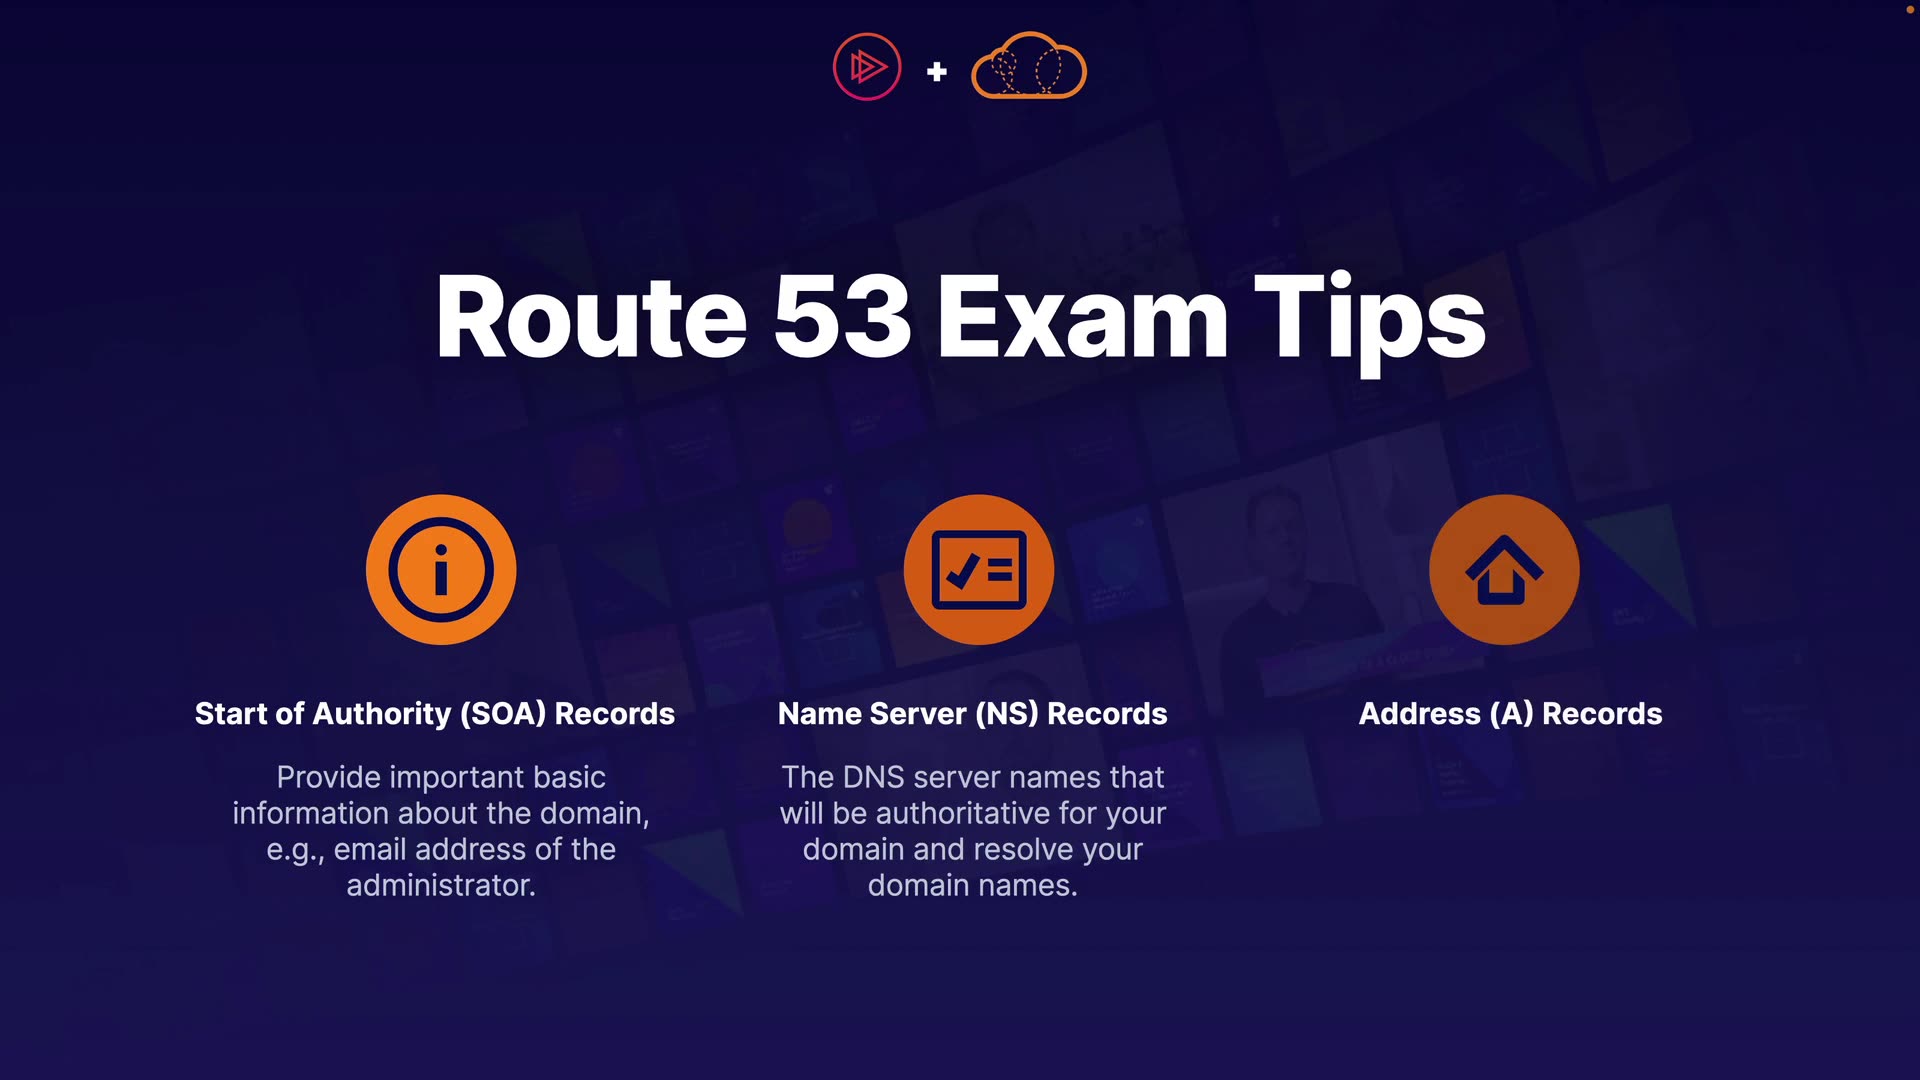 Route 53 Exam Tips
Start of Authority (SOA) Records
Provide important basic
information about the domain,
e.g., email address of the
administrator.
Name Server (NS) Records
The DNS server names that
will be authoritative for your
domain and resolve your
domain names.
Address (A) Records